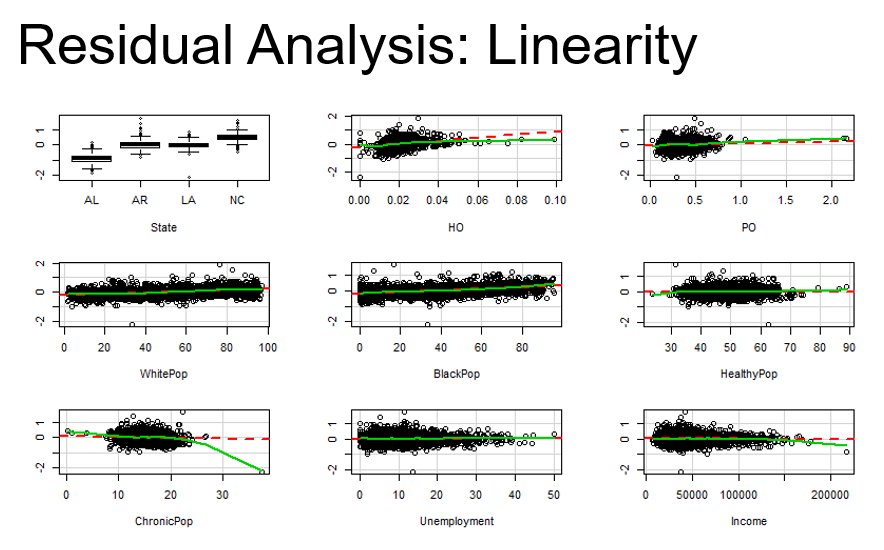 Residual Analysis: Linearity
1
0
-2
AL AR LA NC
State
2
0
-2
0.00 0.02 0.04 0.06 0.08 0.10
HO
1
0
-2
0.0 0.5 1.0 1.5 2.0
PO
2
0
-2
0 20 40 60 80 100
WhitePop
1
0
-2
0 20 40 60 80
BlackPop
1
0
-2
30 40 50 60 70 80 90
HealthyPop
1
0
-2
0 10 20 30
ChronicPop
1
0
-2
0 10 20 30 40 50
Unemployment
1
0
-2
0 50000 100000 200000
Income